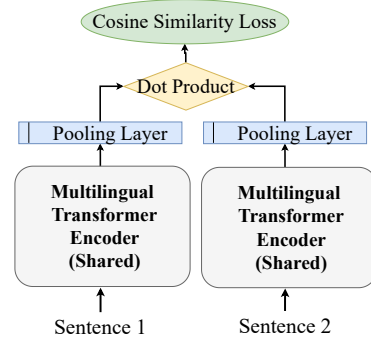 Cosine Similarity Loss
Dot Product
Pooling Layer
Pooling Layer
Multilingual
Transformer
Encoder
(Shared)
Multilingual
Transformer
Encoder
(Shared)
Sentence 1
Sentence 2